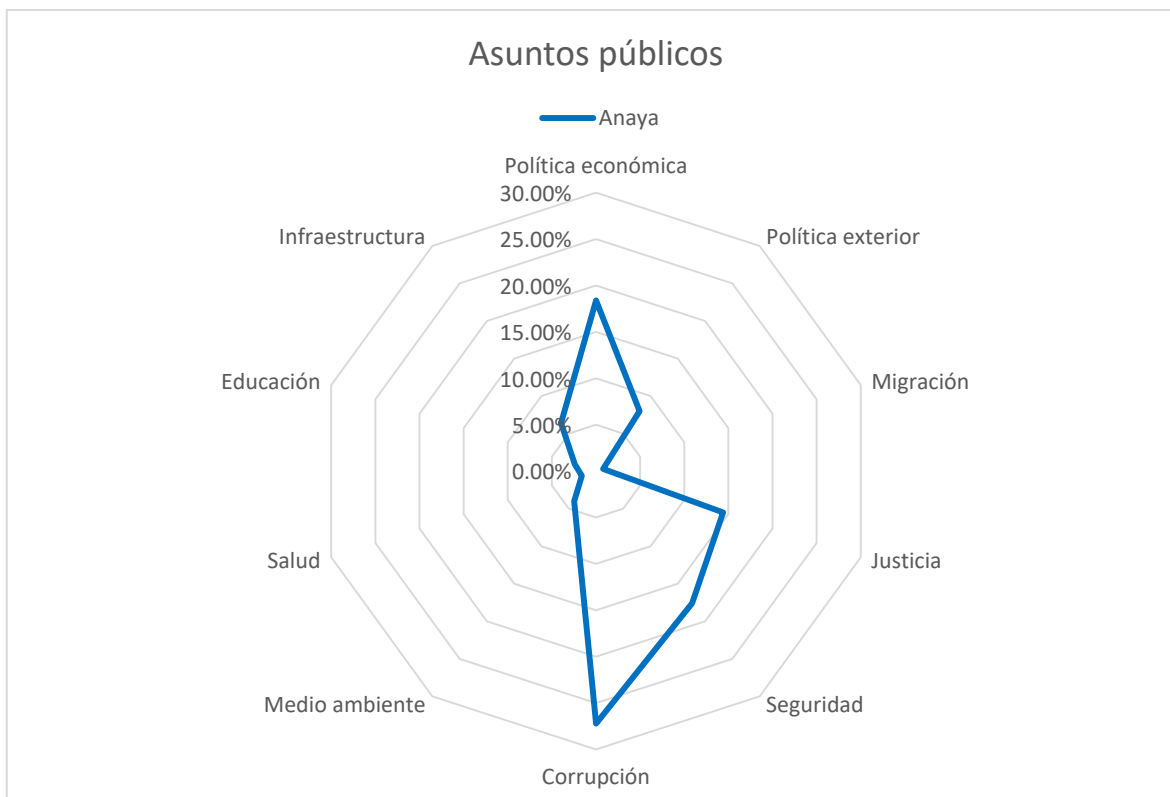 Asuntos públicos
Anaya
Política económica
30.00%
25.00%
20.00%
15.00%
10.00%
5.00%
0.00%
Política exterior
Migración
Justicia
Seguridad
Corrupción
Medio ambiente
Salud
Educación
Infraestructura